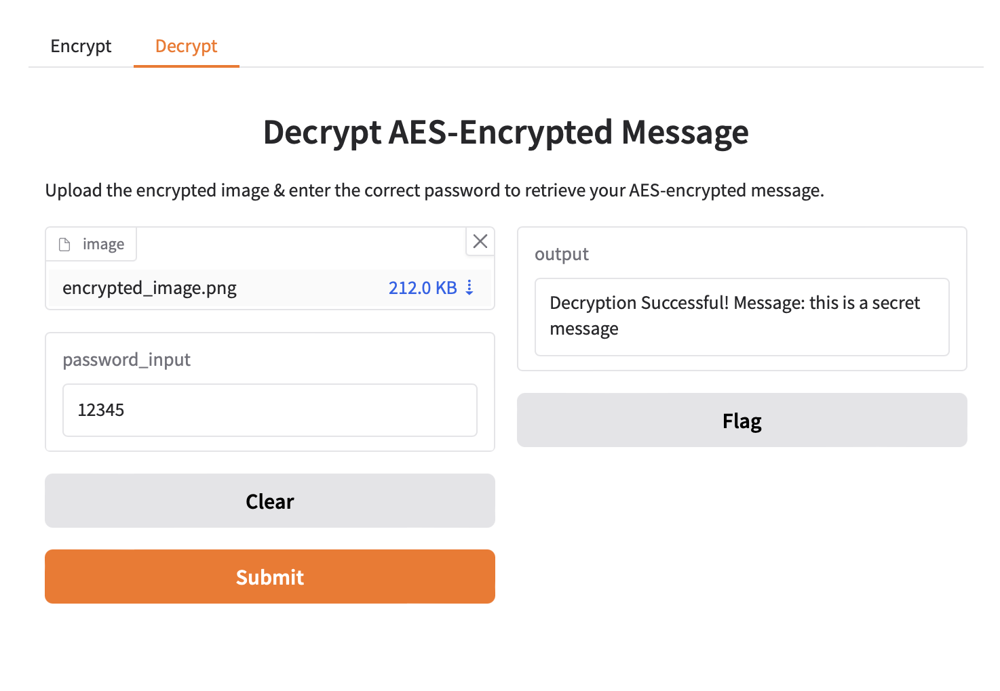 Encrypt
Decrypt
Decrypt AES-Encrypted Message
Upload the encrypted image & enter the correct password to retrieve your AES-encrypted message.
image
encrypted_image.png
212.0 KB
password_input
12345
Clear
Submit
output
Decryption Successful! Message: this is a secret
message
Flag